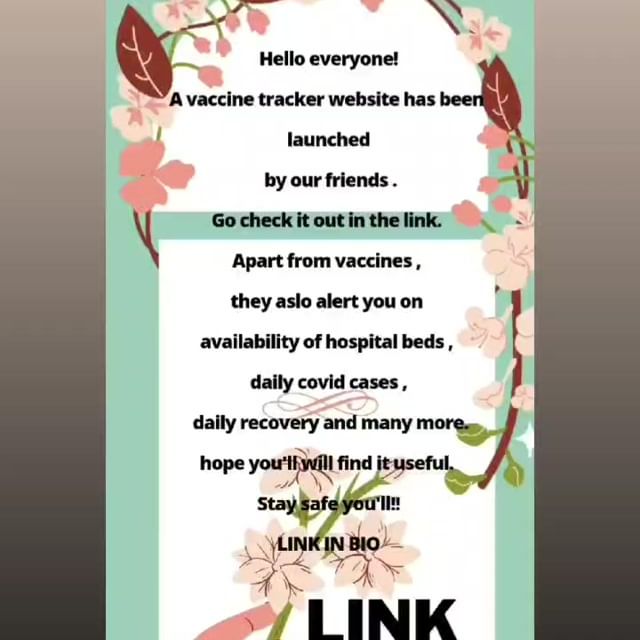 Hello everyone!
A vaccine tracker website has been
launched
by our friends .
Go check it out in the link.
Apart from vaccines ,
they aslo alert you on
availability of hospital beds ,
daily covid cases ,
daily recovery and many more.
hope you'll will find it useful.
Stay safe you'll!!
LINK IN BIO
LINK